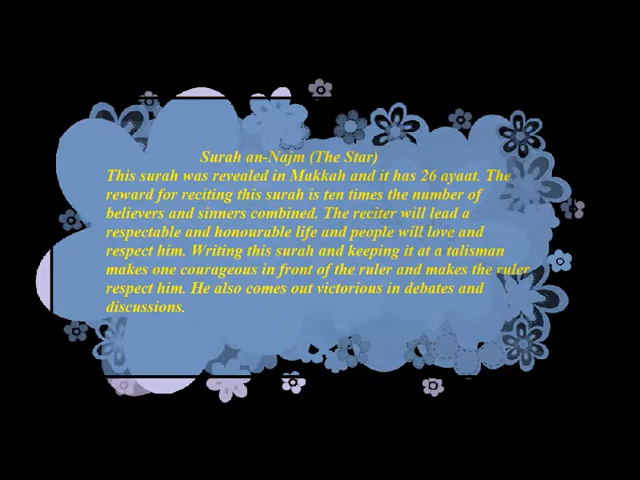 Surah an-Najm (The Star)
This surah was revealed in Makkah and it has 26 ayaat. The
reward for reciting this surah is ten times the number of
believers and sinners combined. The reciter will lead a
respectable and honourable life and people will love and
respect him. Writing this surah and keeping it at a talisman
makes one courageous in front of the ruler and makes the ruler
respect him. He also comes out victorious in debates and
discussions.